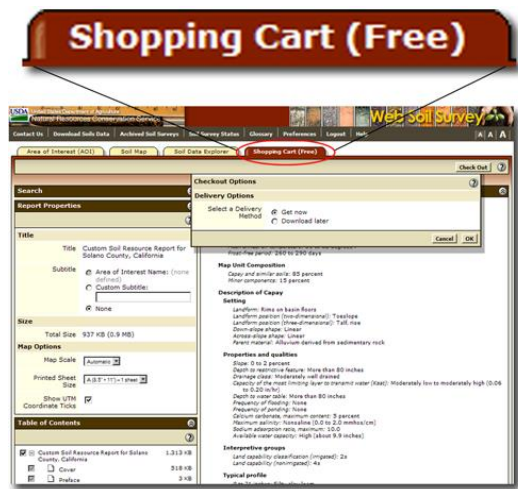 Shopping Cart (Free)
USDA United States Department of Agriculture
Natural Resources Conservation Service
Web Soil Survey
Contact Us Download Soils Data Archived Soil Surveys Soil Survey Status Glossary Preferences Logout Help A A A
Area of Interest (AOI) Soil Map Soil Data Explorer Shopping Cart (Free)
Check Out
Search
Report Properties
Title
Title Custom Soil Resource Report for
Solano County, California
Subtitle Area of Interest Name: (none
defined)
Custom Subtitle:
None
Size
Total Size 937 KB (0.9 MB)
Map Options
Map Scale Automatic
Printed Sheet
Size A (8.5" * 11") = 1 sheet
Show UTM
Coordinate Ticks
Table of Contents
Custom Soil Resource Report for Solano
County, California 1,313 KB
Cover 518 KB
Preface 3 KB
Checkout Options
Delivery Options
Select a Delivery
Method Get now
Download later
Cancel OK
Frost-free period: 260 to 290 days
Map Unit Composition
Capay and similar soils: 85 percent
Minor components: 15 percent
Description of Capay
Setting
Landform: Rims on basin floors
Landform position (two-dimensional): Toeslope
Landform position (three-dimensional): Talf, rise
Down-slope shape: Linear
Across-slope shape: Linear
Parent material: Alluvium derived from sedimentary rock
Properties and qualities
Slope: 0 to 2 percent
Depth to restrictive feature: More than 80 inches
Drainage class: Moderately well drained
Capacity of the most limiting layer to transmit water (Ksat): Moderately low to moderately high (0.06
to 0.20 in/hr)
Depth to water table: More than 80 inches
Frequency of flooding: None
Frequency of ponding: None
Calcium carbonate, maximum content: 5 percent
Maximum salinity: Nonsaline (0.0 to 2.0 mmhos/cm)
Sodium adsorption ratio, maximum: 10.0
Available water capacity: High (about 9.9 inches)
Interpretive groups
Land capability classification (irrigated): 2s
Land capability (nonirrigated): 4s
Typical profile